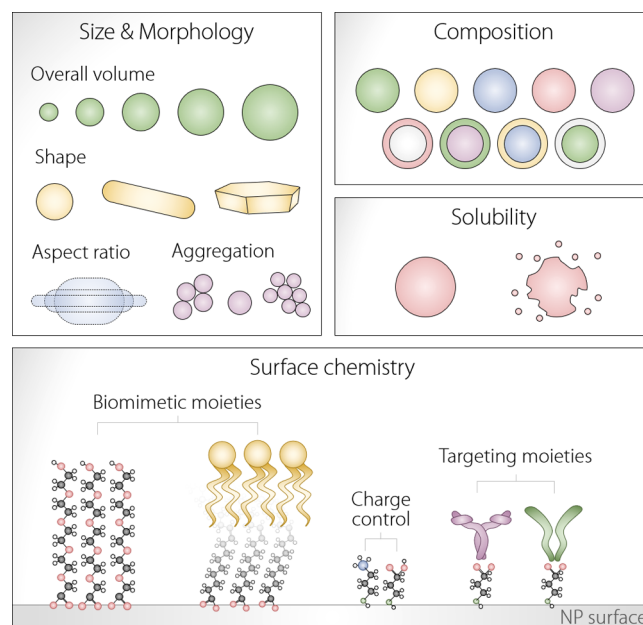 Size & Morphology
Overall volume
Shape
Aspect ratio
Aggregation
Composition
Solubility
Surface chemistry
Biomimetic moieties
Charge
control
Targeting moieties
NP surface